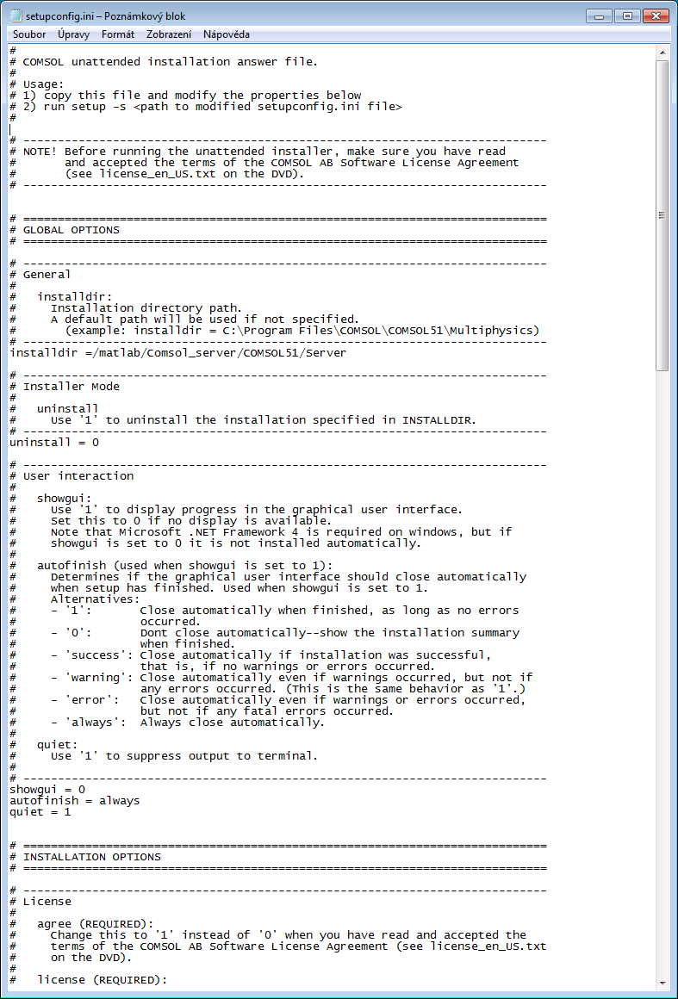 setupconfig.ini – Poznámkový blok
Soubor Úpravy Formát Zobrazení Nápověda
#
# COMSOL unattended installation answer file.
#
# Usage:
# 1) copy this file and modify the properties below
# 2) run setup -s <path to modified setupconfig.ini file>
#
# ----------------------------------------------------------------------------
# NOTE! Before running the unattended installer, make sure you have read
#       and accepted the terms of the COMSOL AB Software License Agreement
#       (see license_en_US.txt on the DVD).
# ----------------------------------------------------------------------------
# ============================================================================
# GLOBAL OPTIONS
# ============================================================================
# ----------------------------------------------------------------------------
# General
#
#   installdir:
#     Installation directory path.
#     A default path will be used if not specified.
#       (example: installdir = C:\Program Files\COMSOL\COMSOL51\Multiphysics)
# ----------------------------------------------------------------------------
installdir =/matlab/Comsol_server/COMSOL51/Server
# ----------------------------------------------------------------------------
# Installer Mode
#
#   uninstall
#     Use '1' to uninstall the installation specified in INSTALLDIR.
# ----------------------------------------------------------------------------
uninstall = 0
# ----------------------------------------------------------------------------
# User interaction
#
#   showgui:
#     Use '1' to display progress in the graphical user interface.
#     Set this to 0 if no display is available.
#     Note that Microsoft .NET Framework 4 is required on windows, but if
#     showgui is set to 0 it is not installed automatically.
#
#   autofinish (used when showgui is set to 1):
#     Determines if the graphical user interface should close automatically
#     when setup has finished. Used when showgui is set to 1.
#     Alternatives:
#     - '1':       Close automatically when finished, as long as no errors
#                  occurred.
#     - '0':       Dont close automatically--show the installation summary
#                  when finished.
#     - 'success': Close automatically if installation was successful,
#                  that is, if no warnings or errors occurred.
#     - 'warning': Close automatically even if warnings occurred, but not if
#                  any errors occurred. (This is the same behavior as '1'.)
#     - 'error':   Close automatically even if warnings or errors occurred,
#                  but not if any fatal errors occurred.
#     - 'always':  Always close automatically.
#
#   quiet:
#     Use '1' to suppress output to terminal.
#
# ----------------------------------------------------------------------------
showgui = 0
autofinish = always
quiet = 1
# ============================================================================
# INSTALLATION OPTIONS
# ============================================================================
# ----------------------------------------------------------------------------
# License
#
#   agree (REQUIRED):
#     Change this to '1' instead of '0' when you have read and accepted the
#     terms of the COMSOL AB Software License Agreement (see license_en_US.txt
#     on the DVD).
#
#   license (REQUIRED):